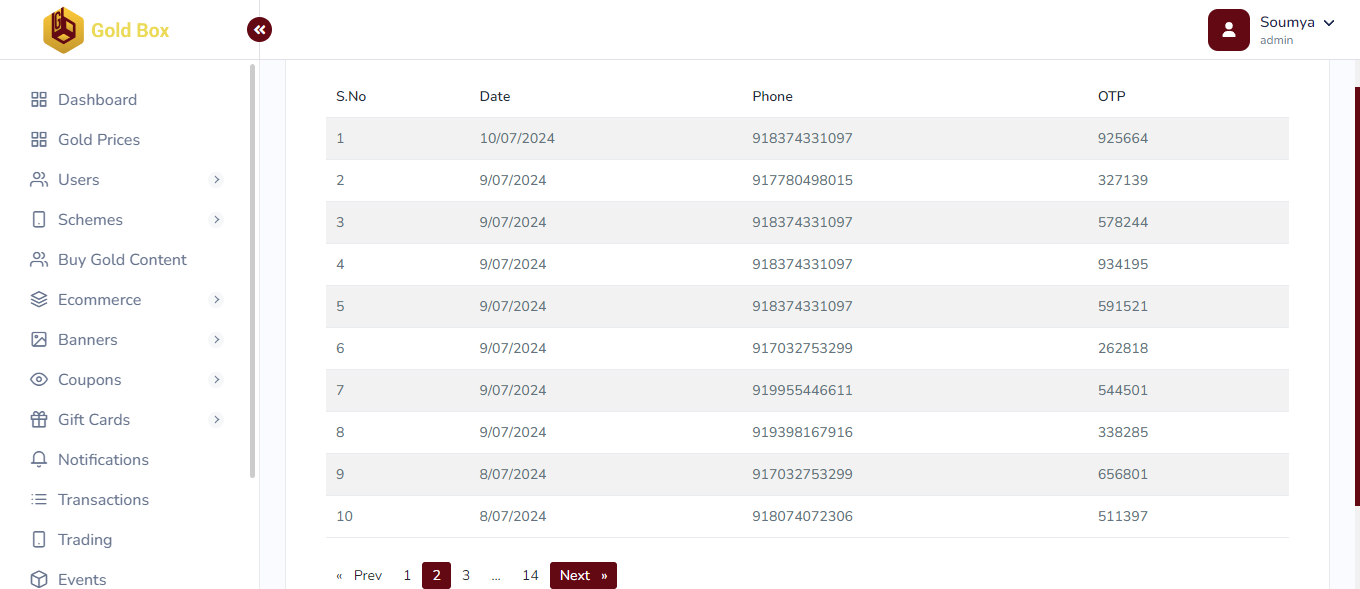 Gold Box
Soumya
admin
Dashboard
Gold Prices
Users
Schemes
Buy Gold Content
Ecommerce
Banners
Coupons
Gift Cards
Notifications
Transactions
Trading
Events
S.No Date Phone OTP
1 10/07/2024 918374331097 925664
2 9/07/2024 917780498015 327139
3 9/07/2024 918374331097 578244
4 9/07/2024 918374331097 934195
5 9/07/2024 918374331097 591521
6 9/07/2024 917032753299 262818
7 9/07/2024 919955446611 544501
8 9/07/2024 919398167916 338285
9 8/07/2024 917032753299 656801
10 8/07/2024 918074072306 511397
« Prev 1 2 3 ... 14 Next »